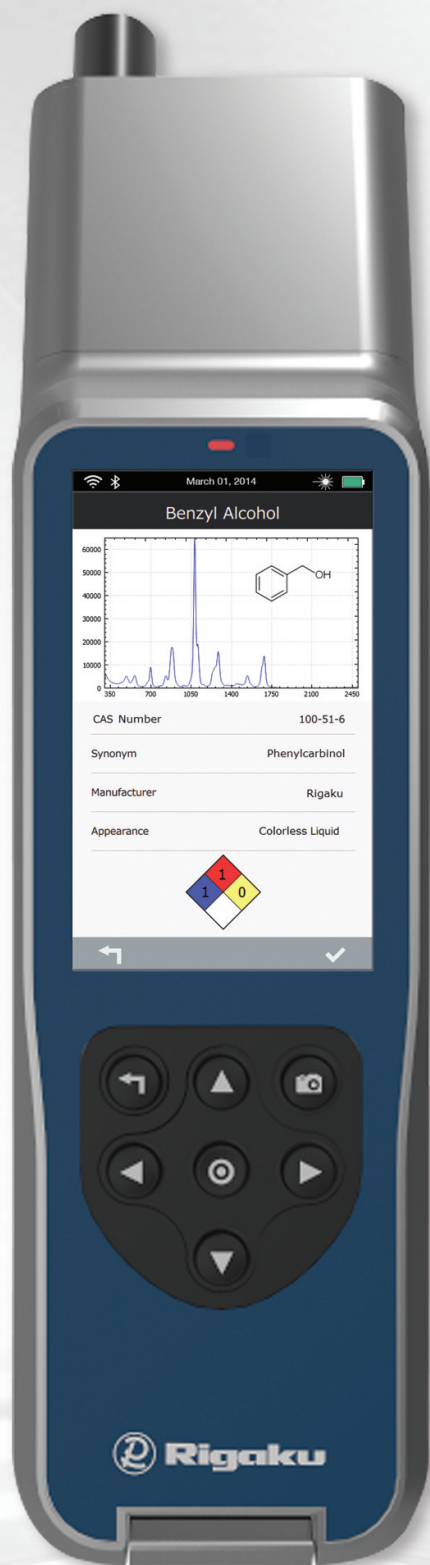 March 01, 2014
Benzyl Alcohol
60000
50000
40000
30000
20000
10000
0
OH
350 700 1050 1400 1750 2100 2450
CAS Number 100-51-6
Synonym Phenylcarbinol
Manufacturer Rigaku
Appearance Colorless Liquid
1
1 0
R Rigaku